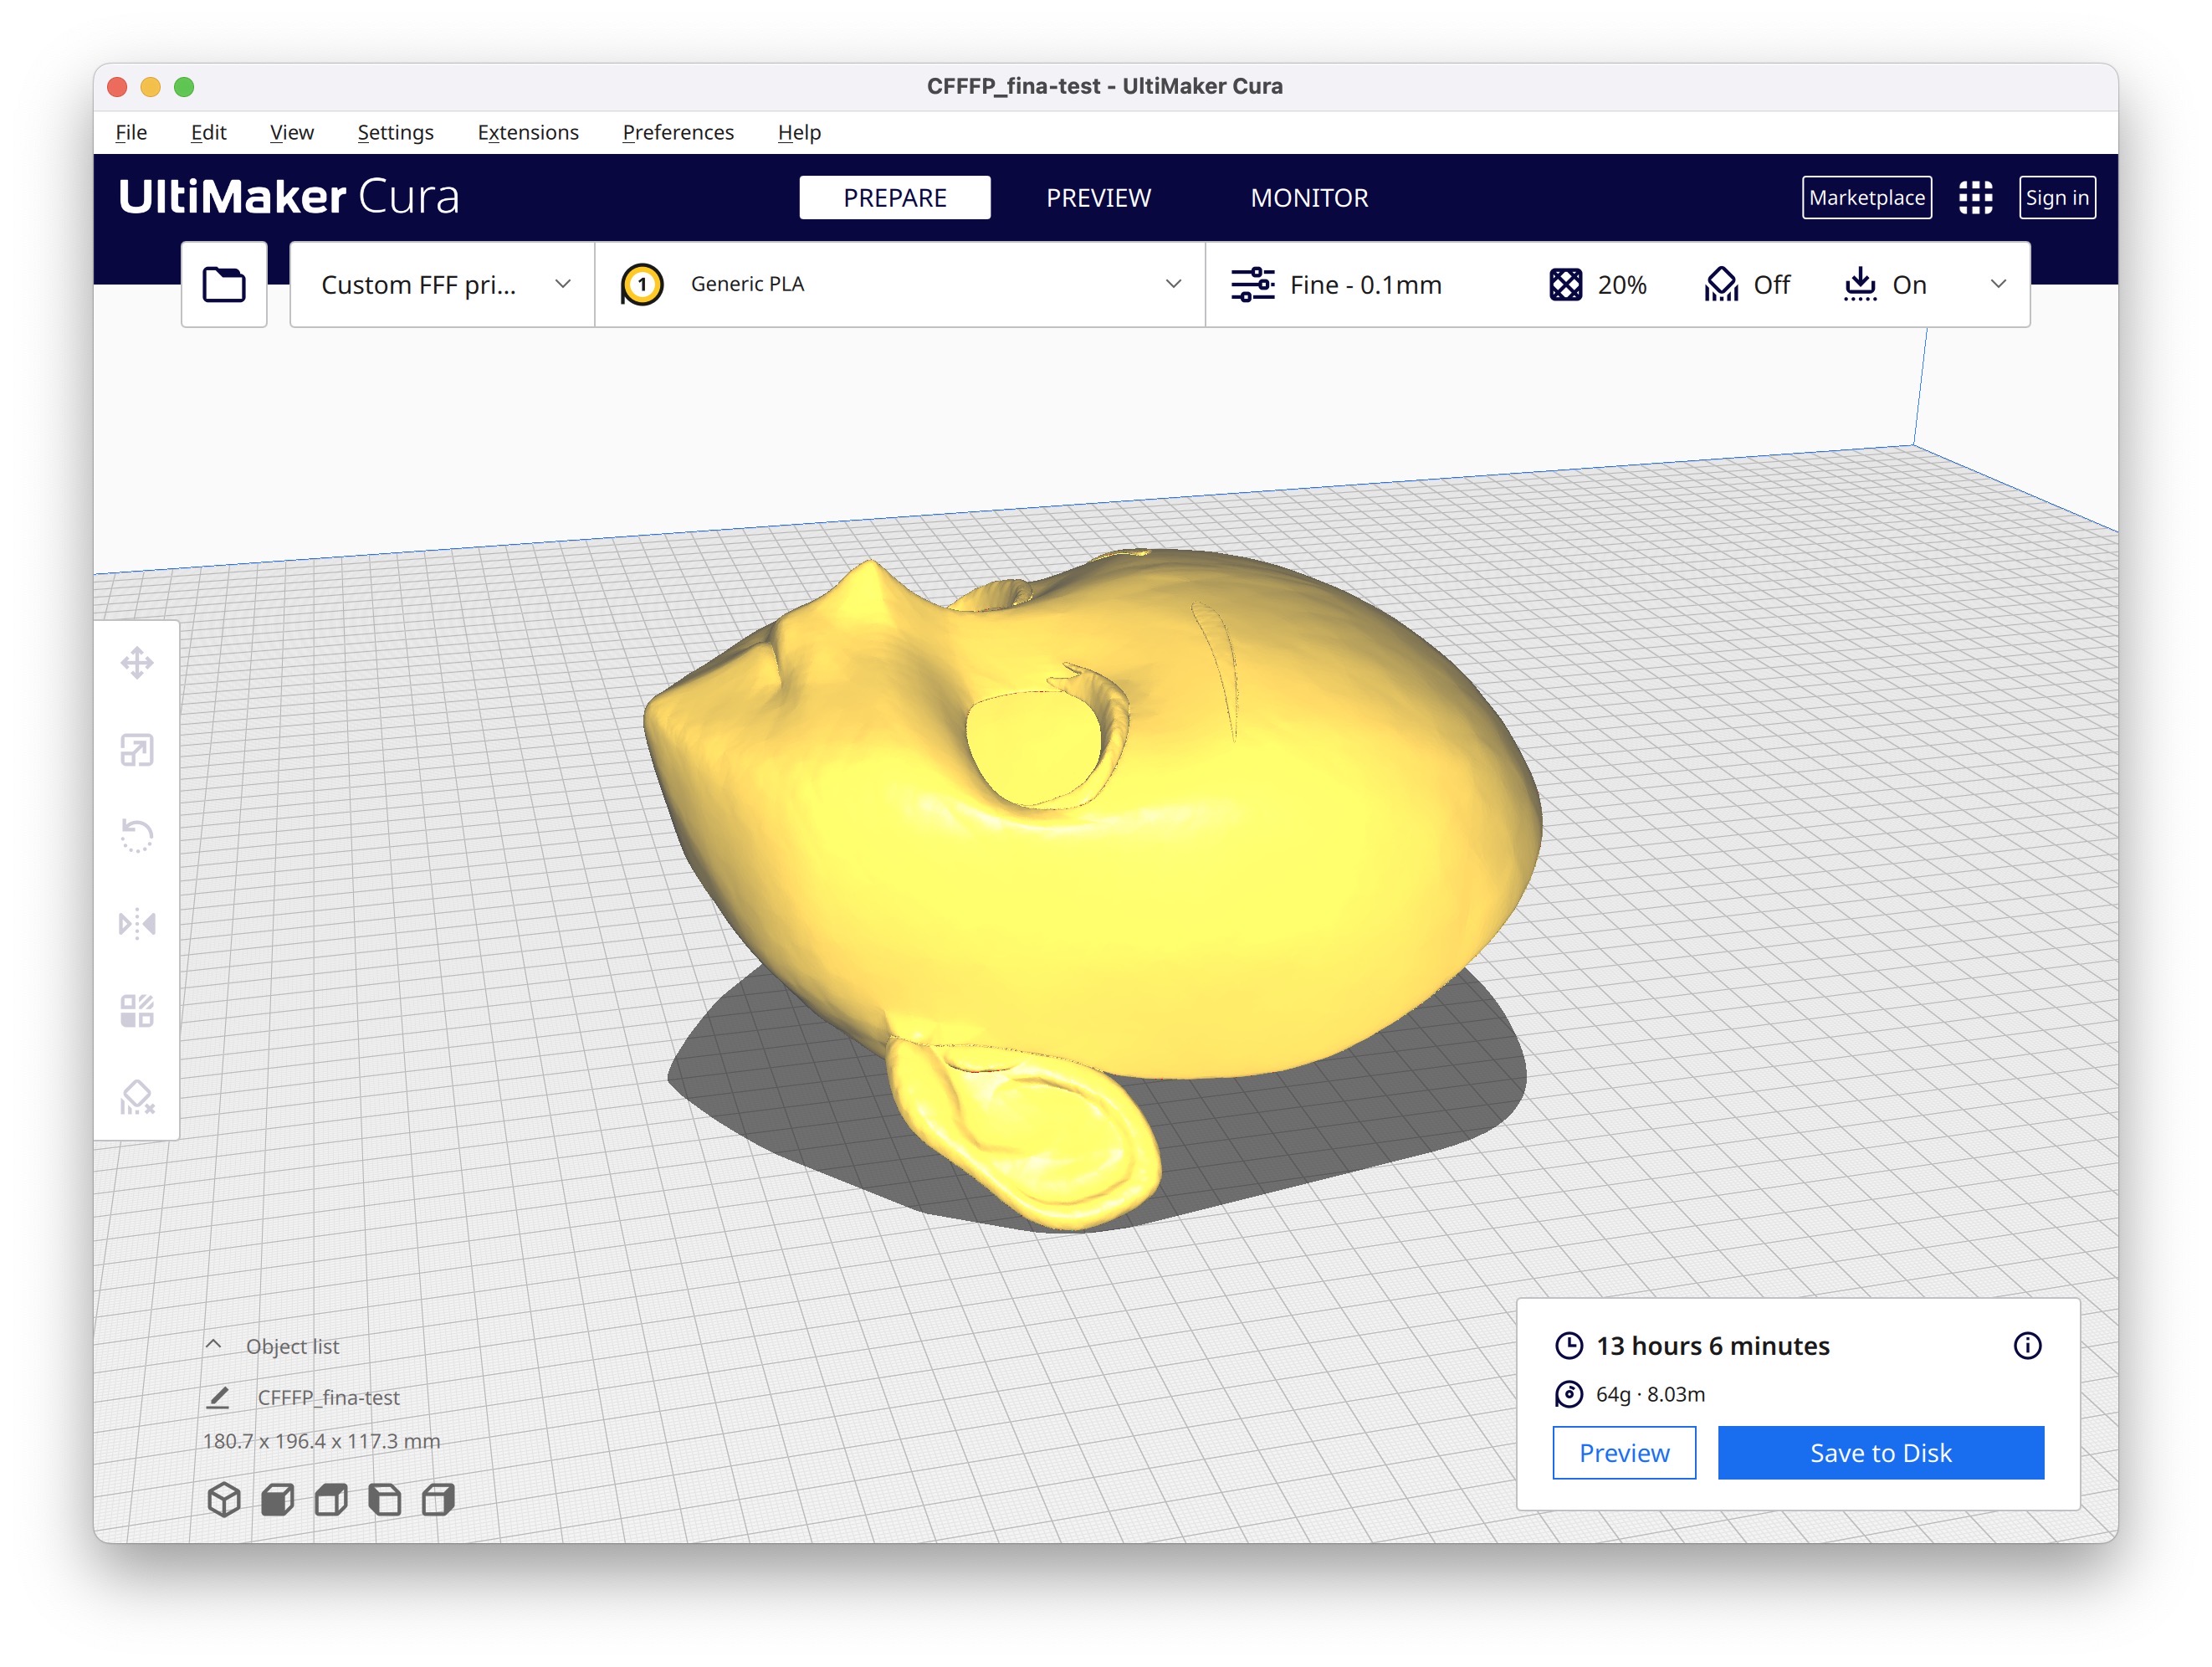 CFFFP_fina-test - UltiMaker Cura
File Edit View Settings Extensions Preferences Help
UltiMaker Cura PREPARE PREVIEW MONITOR Marketplace Sign in
Custom FFF pri... 1 Generic PLA Fine - 0.1mm 20% Off On
Object list
CFFFP_fina-test
180.7 x 196.4 x 117.3 mm
13 hours 6 minutes
64g · 8.03m
Preview Save to Disk